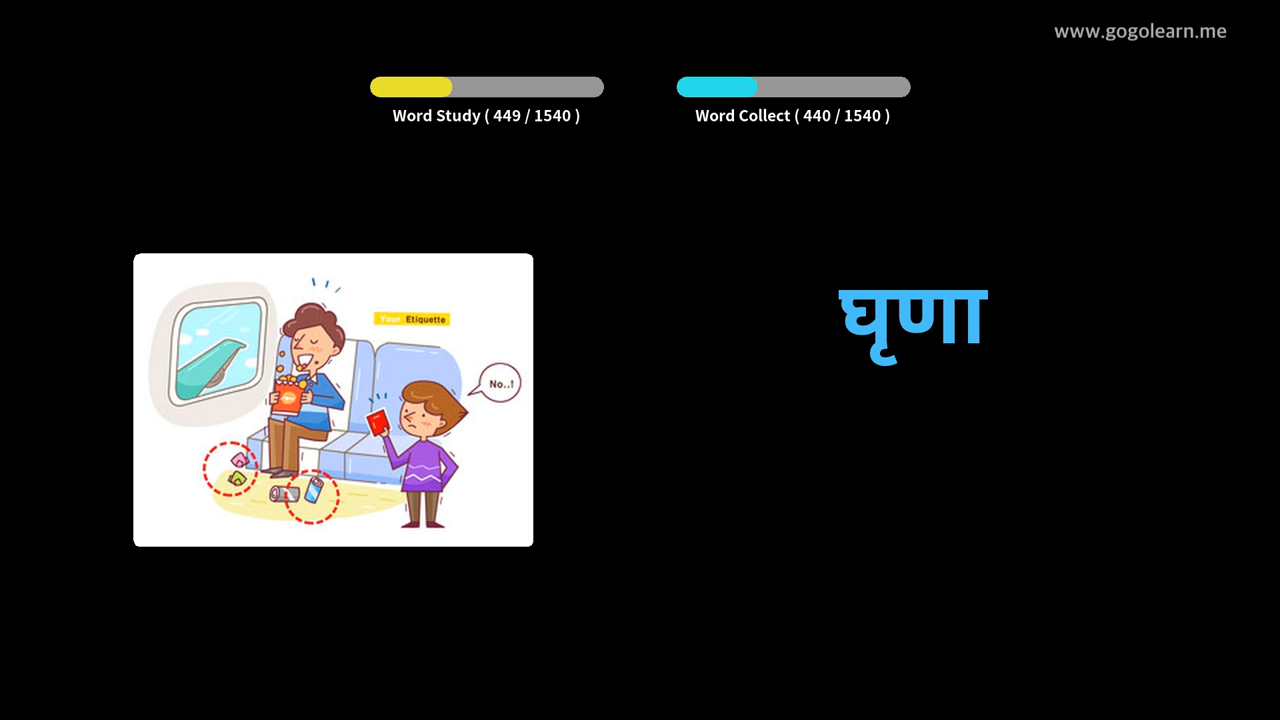 www.gogolearn.me
Word Study ( 449 / 1540 )
Word Collect ( 440 / 1540 )
Your Etiquette
No..!
घृणा